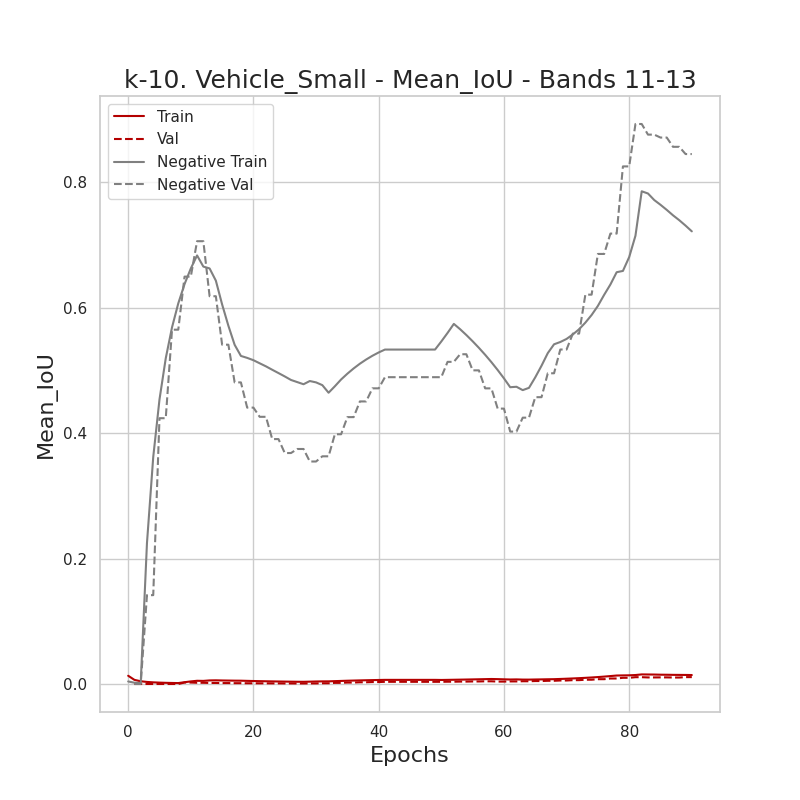 k-10. Vehicle_Small - Mean_IoU - Bands 11-13
Train
Val
Negative Train
Negative Val
Mean_IoU
0.8
0.6
0.4
0.2
0.0
0 20 40 60 80
Epochs